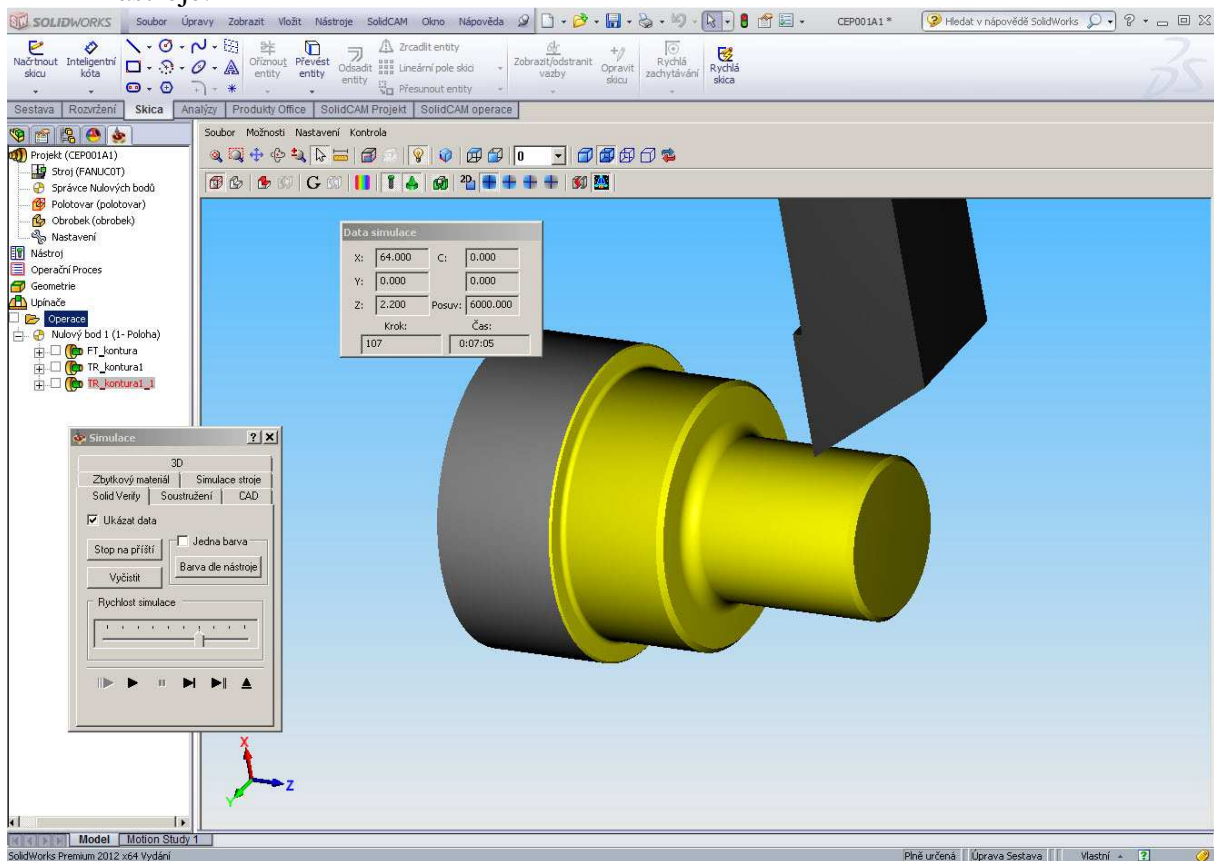 SOLIDWORKS Soubor Úpravy Zobrazit Vložit Nástroje SolidCAM Okno Nápověda CEP001A1 * Hledat v nápovědě SolidWorks
Načrtnout skicu
Inteligentní kóta
Oříznout entity
Převést entity
Odsadit entity
Zrcadlit entity
Lineární pole skici
Přesunout entity
Zobrazit/odstranit vazby
Opravit skicu
Rychlá zachytávání
Rychlá skica
Sestava Rozvržení Skica Analýzy Produkty Office SolidCAM Projekt SolidCAM operace
Soubor Možnosti Nastavení Kontrola
0
G 2D
Projekt (CEP001A1)
Stroj (FANUC0T)
Správce Nulových bodů
Polotovar (polotovar)
Obrobek (obrobek)
Nastavení
Nástroj
Operační Proces
Geometrie
Upínače
Operace
Nulový bod 1 (1- Poloha)
FT_kontura
TR_kontura1
TR_kontura1_1
Data simulace
X: 64.000 C: 0.000
Y: 0.000 0.000
Z: 2.200 Posuv: 6000.000
Krok: Čas:
107 0:07:05
Simulace
3D
Zbytkový materiál Simulace stroje
Solid Verify Soustružení CAD
Ukázat data
Stop na příští
Jedna barva
Vyčistit
Barva dle nástroje
Rychlost simulace
X
Y
Z
Model Motion Study 1
SolidWorks Premium 2012 x64 Vydání Plně určená Úprava Sestava Vlastní